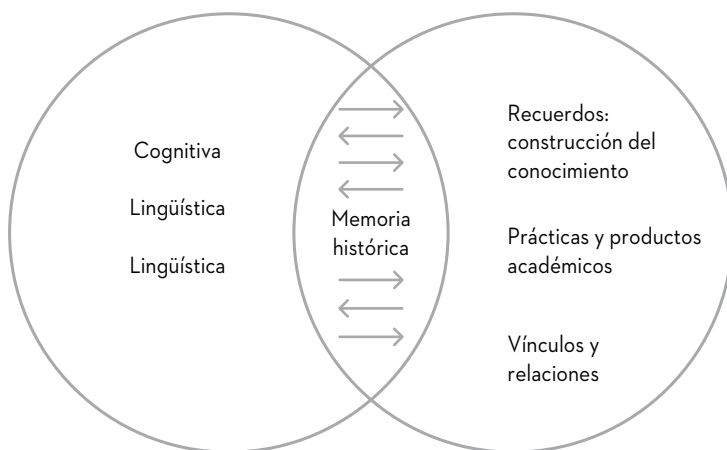 Cognitiva
Lingüística
Lingüística
Memoria
histórica
Recuerdos:
construcción del
conocimiento
Prácticas y productos
académicos
Vínculos y
relaciones